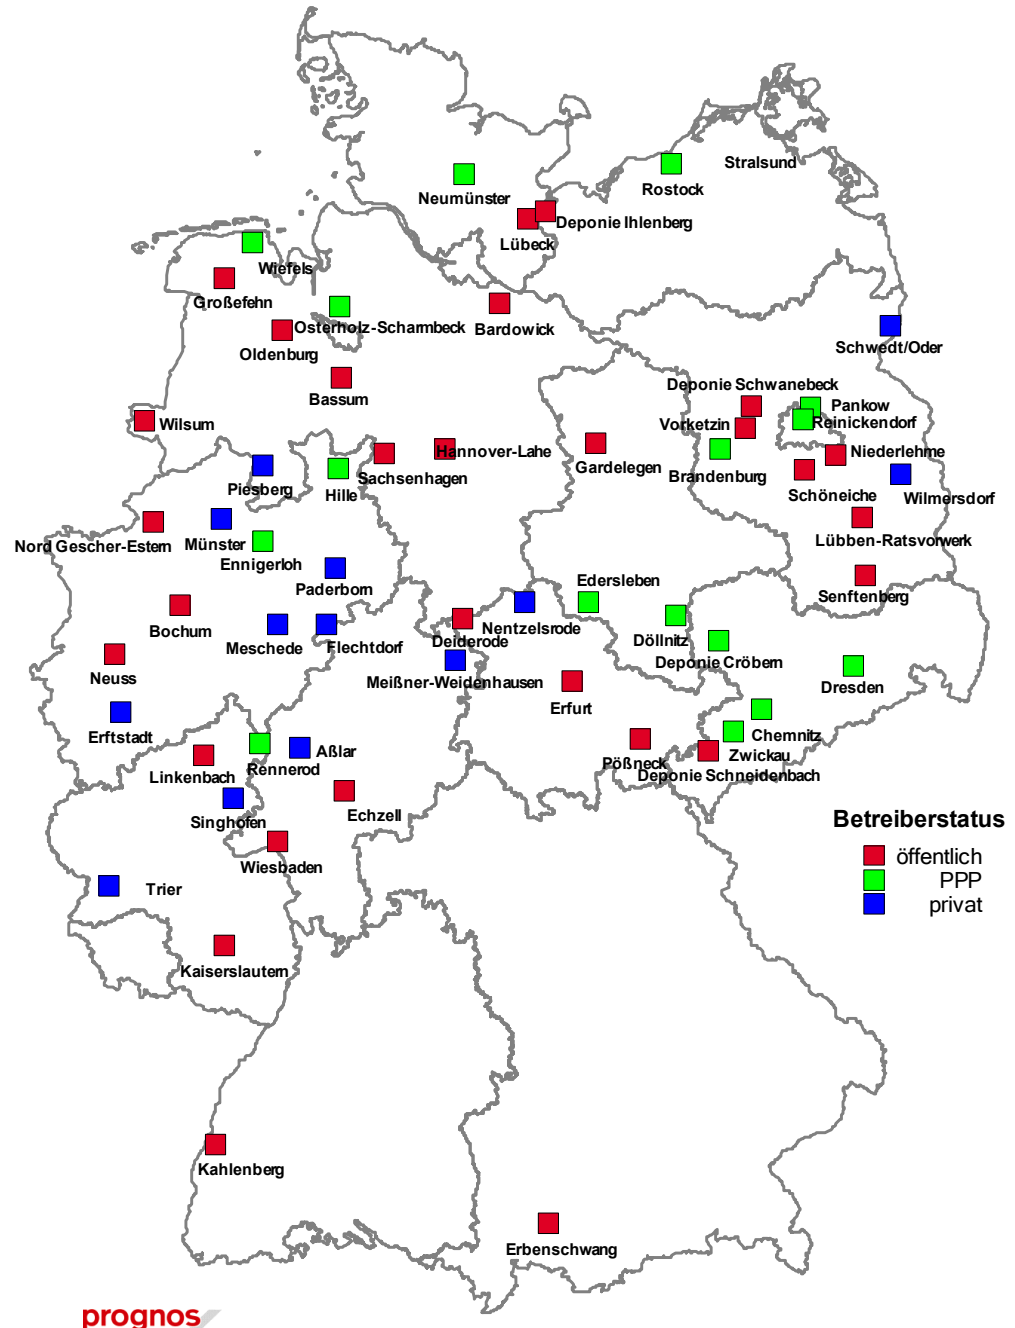 Stralsund
Rostock
Neumünster
Deponie Ihlenberg
Lübeck
Wiefels
Großefehn
Osterholz-Scharmbeck
Bardowick
Schwedt/Oder
Oldenburg
Deponie Schwanebeck
Bassum
Pankow
Wilsum
Vorketzin
Reinickendorf
Hannover-Lahe
Niederlehme
Gardelegen
Sachsenhagen
Brandenburg
Piesberg
Hille
Schöneiche
Wilmersdorf
Nord Gescher-Estern
Münster
Lübben-Ratsvorwerk
Ennigerloh
Edersleben
Paderborn
Senftenberg
Bochum
Nentzelsrode
Meschede
Flechtdorf
Deiderode
Döllnitz
Deponie Cröbern
Neuss
Meißner-Weidenhausen
Dresden
Erfurt
Erftstadt
Chemnitz
Aßlar
Zwickau
Pößneck
Linkenbach
Rennerod
Deponie Schneidenbach
Echzell
Singhofen
Betreiberstatus
öffentlich
PPP
privat
Wiesbaden
Trier
Kaiserslautern
Kahlenberg
Erbenschwang
prognos